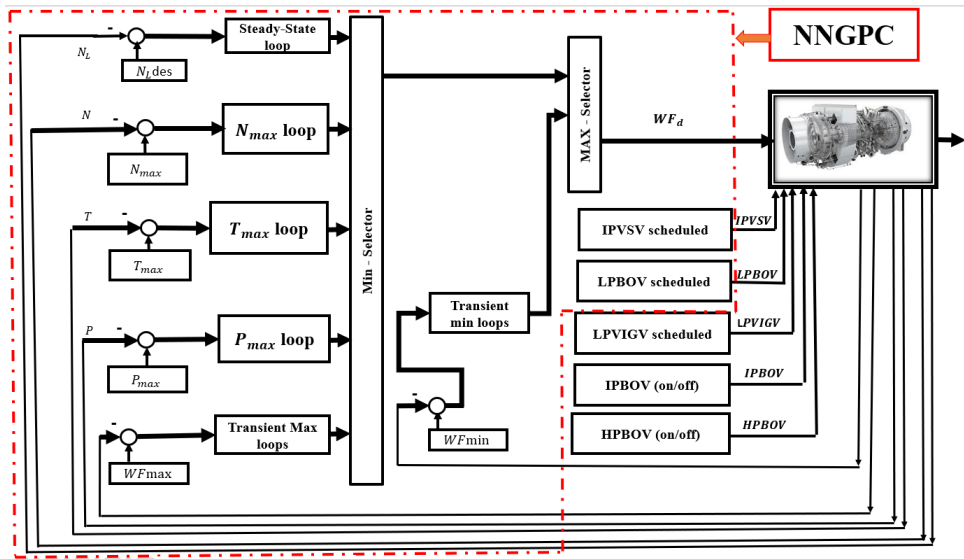 NNGPC
Steady-State
loop
-
N_L
N_L des
N
-
N_max loop
N_max
T
-
T_max loop
T_max
P
-
P_max loop
P_max
-
Transient Max
loops
WFmax
Min - Selector
Transient
min loops
-
WFmin
MAX - Selector
WF_d
IPVSV scheduled
IPVSV
LPBOV scheduled
LPBOV
LPVIGV scheduled
LPVIGV
IPBOV (on/off)
IPBOV
HPBOV (on/off)
HPBOV